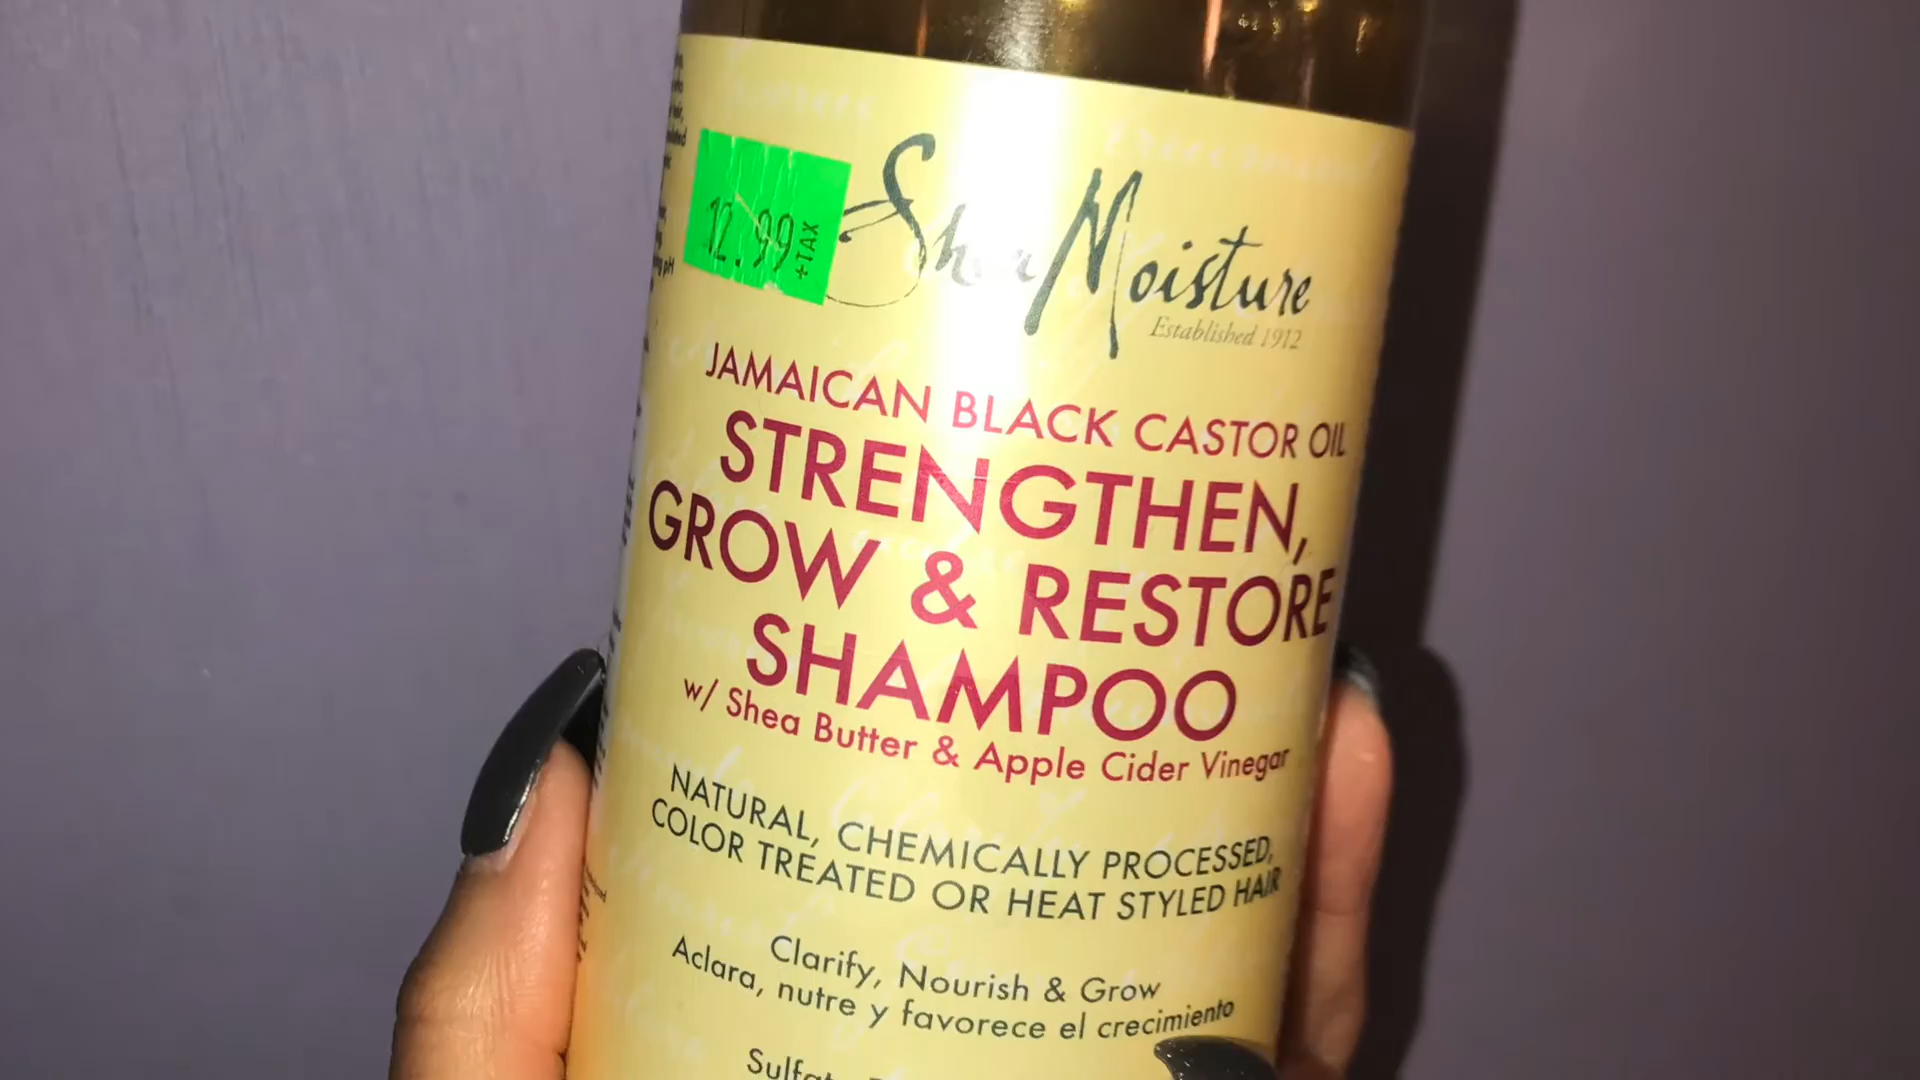 12.99
+TAX
SheaMoisture
Established 1912
JAMAICAN BLACK CASTOR OIL
STRENGTHEN,
GROW & RESTORE
SHAMPOO
w/ Shea Butter & Apple Cider Vinegar
NATURAL, CHEMICALLY PROCESSED,
COLOR TREATED OR HEAT STYLED HAIR
Clarify, Nourish & Grow
Aclara, nutre y favorece el crecimiento